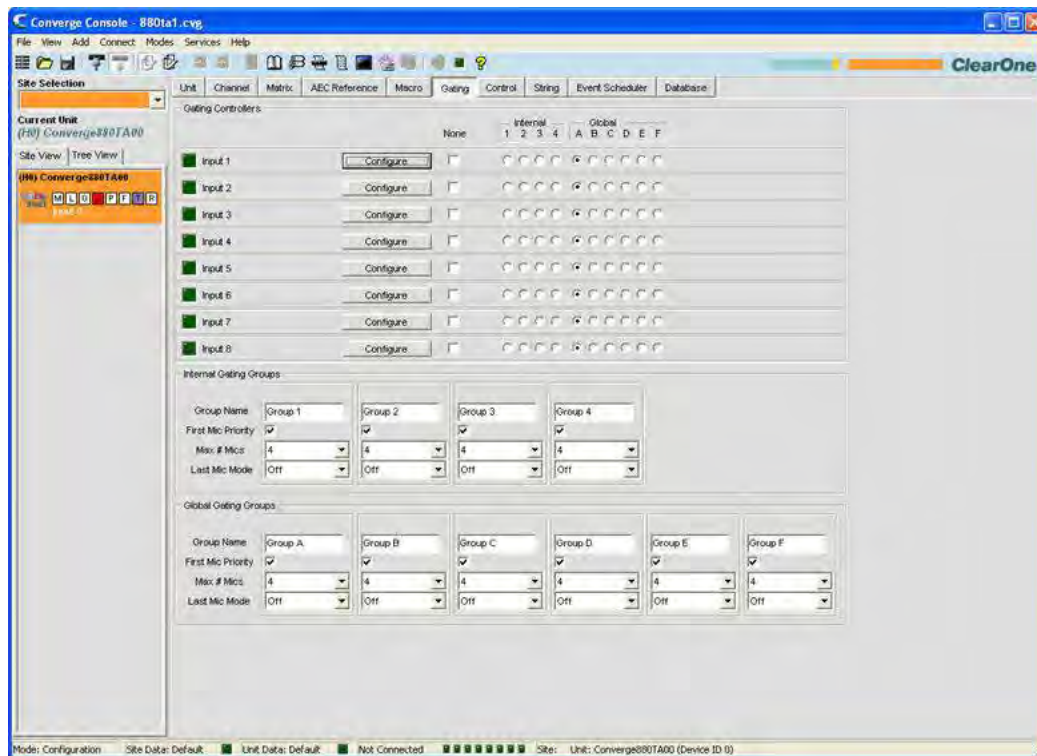 Converge Console - 880ta1.cvg
File View Add Connect Modes Services Help
ClearOne
Site Selection
Current Unit
(H0) Converge880TA00
Site View Tree View
(H0) Converge880TA00
M L G P F T R
Unit Channel Matrix AEC Reference Macro Gating Control String Event Scheduler Database
Gating Controllers
Internal Global
None 1 2 3 4 A B C D E F
Input 1 Configure
Input 2 Configure
Input 3 Configure
Input 4 Configure
Input 5 Configure
Input 6 Configure
Input 7 Configure
Input 8 Configure
Internal Gating Groups
Group Name Group 1 Group 2 Group 3 Group 4
First Mic Priority
Max # Mics 4 4 4 4
Last Mic Mode Off Off Off Off
Global Gating Groups
Group Name Group A Group B Group C Group D Group E Group F
First Mic Priority
Max # Mics 4 4 4 4 4 4
Last Mic Mode Off Off Off Off Off Off
Mode: Configuration Site Data: Default Unit Data: Default Not Connected Site: Unit: Converge880TA00 (Device ID 0)